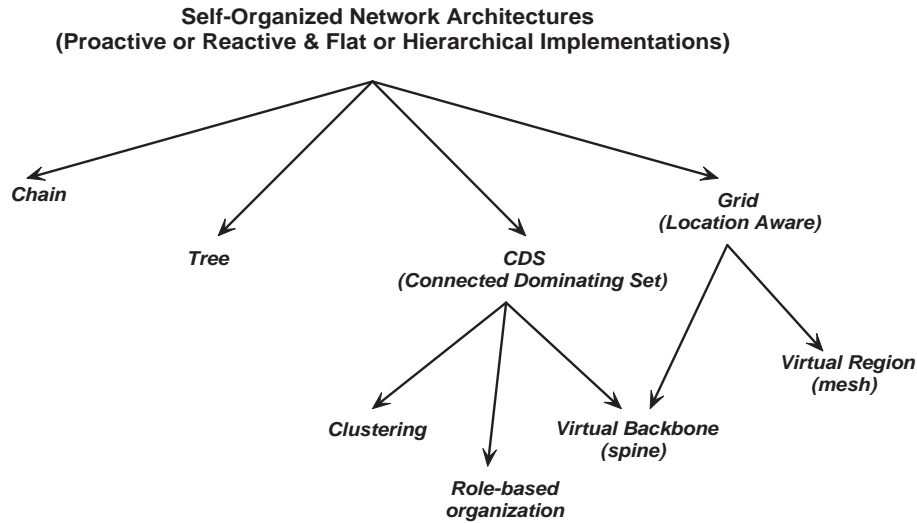 Self-Organized Network Architectures
(Proactive or Reactive & Flat or Hierarchical Implementations)
Chain
Tree
CDS
(Connected Dominating Set)
Grid
(Location Aware)
Clustering
Role-based
organization
Virtual Backbone
(spine)
Virtual Region
(mesh)